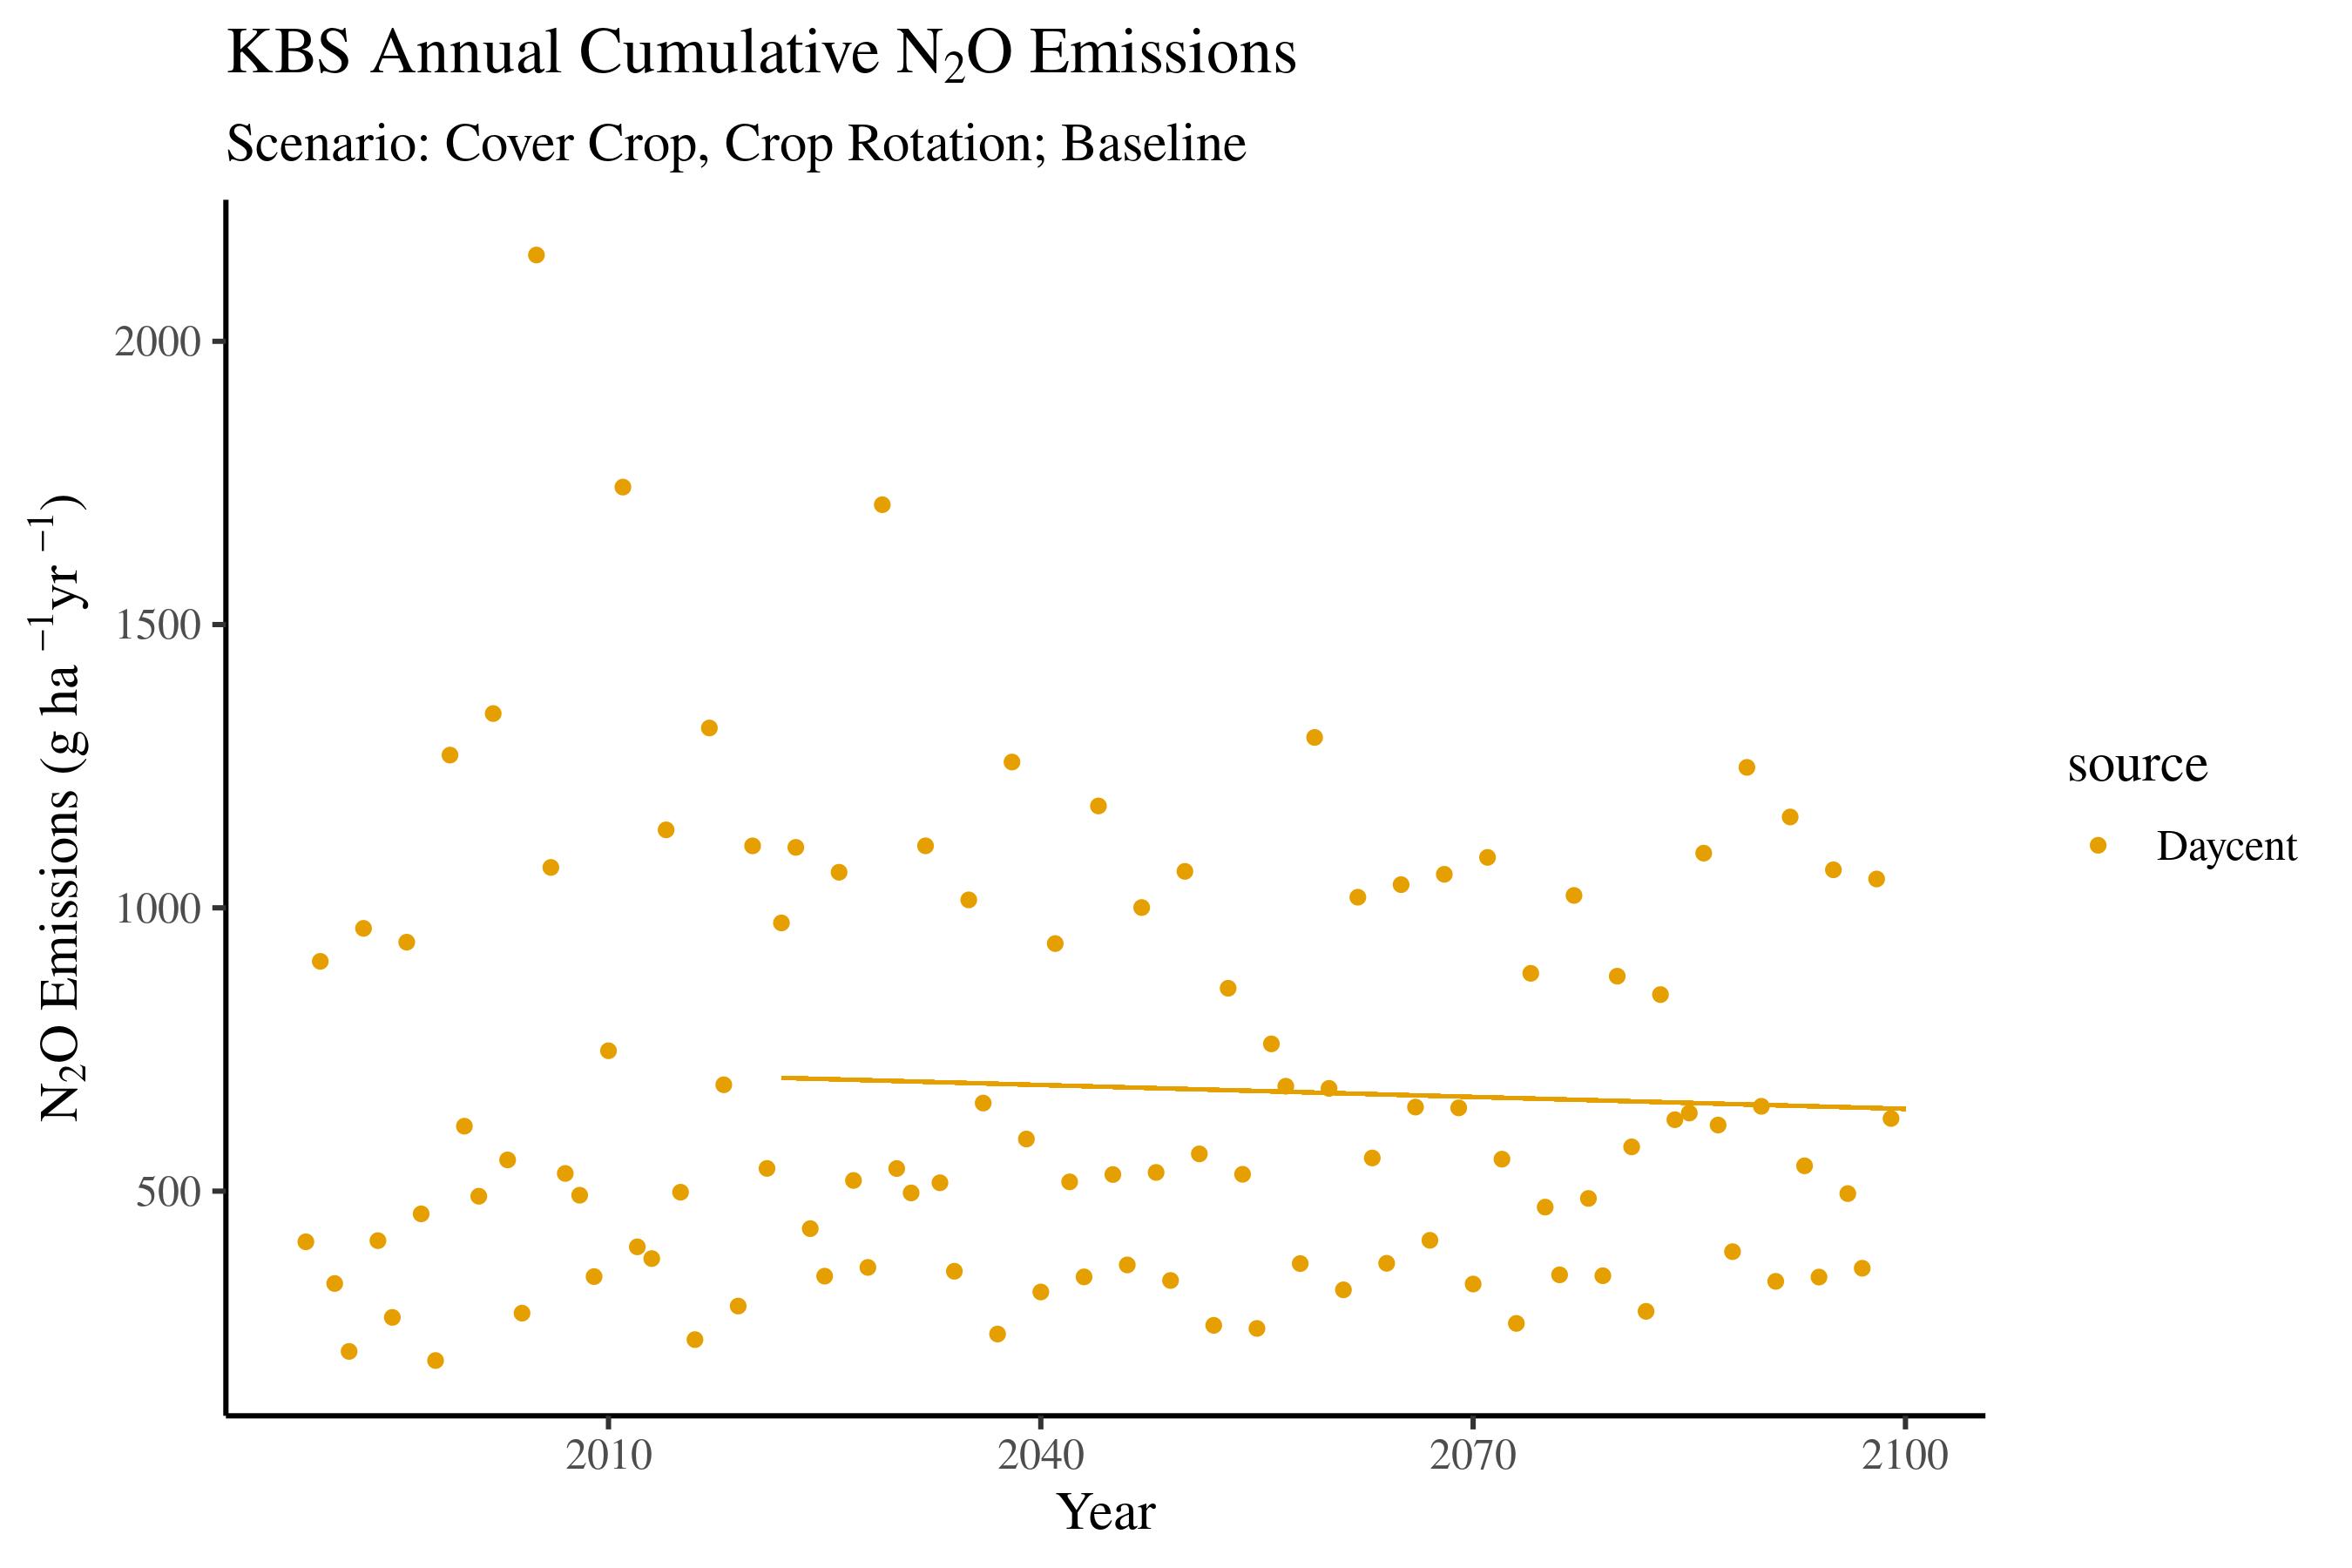 KBS Annual Cumulative N₂O Emissions
Scenario: Cover Crop, Crop Rotation; Baseline
N₂O Emissions (g ha⁻¹yr⁻¹)
2000
1500
1000
500
2010
2040
2070
2100
Year
source
Daycent